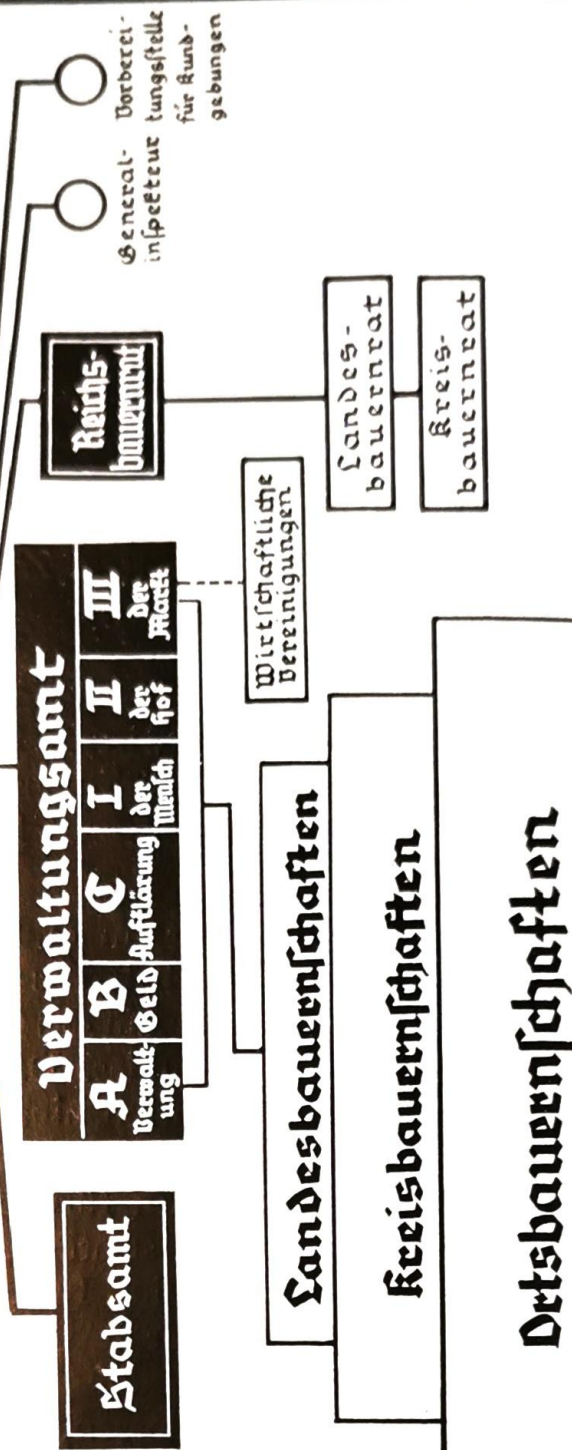 Stabsamt
Verwaltungsamt
A
Verwalt-
ung
B
Geld
C
Aufklärung
I
der
Mensch
II
der
Hof
III
der
Markt
Reichs-
bauernrat
General-
inspekteur
Vorberei-
tungsstelle
für Kund-
gebungen
Wirtschaftliche
Vereinigungen
Landes-
bauernrat
Kreis-
bauernrat
Landesbauernschaften
Kreisbauernschaften
Ortsbauernschaften